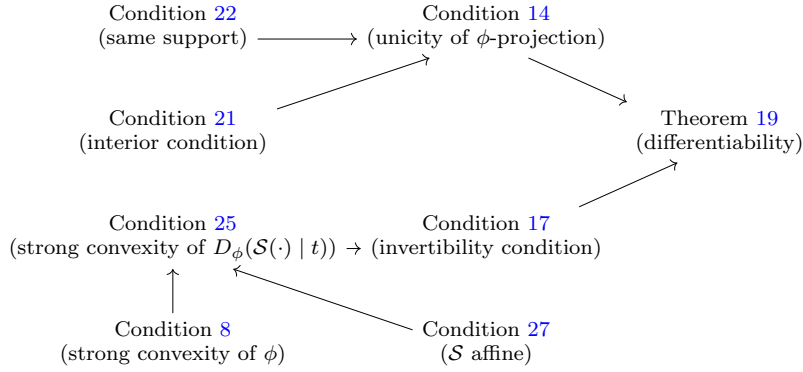 Condition 22
(same support)
Condition 14
(unicity of ϕ-projection)
Condition 21
(interior condition)
Theorem 19
(differentiability)
Condition 25
(strong convexity of D_ϕ(𝒮(·) | t))
Condition 17
(invertibility condition)
Condition 8
(strong convexity of ϕ)
Condition 27
(𝒮 affine)